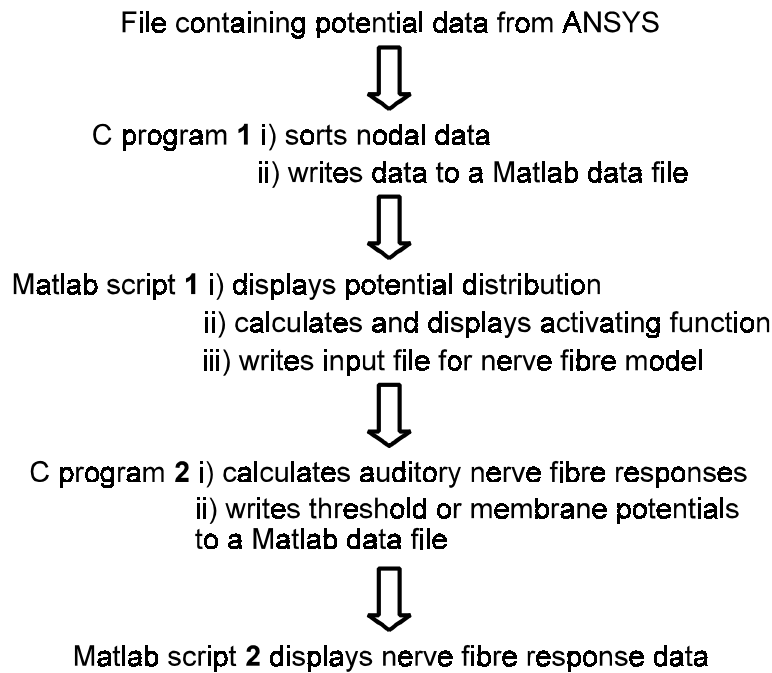 File containing potential data from ANSYS
C program 1 i) sorts nodal data
ii) writes data to a Matlab data file
Matlab script 1 i) displays potential distribution
ii) calculates and displays activating function
iii) writes input file for nerve fibre model
C program 2 i) calculates auditory nerve fibre responses
ii) writes threshold or membrane potentials
to a Matlab data file
Matlab script 2 displays nerve fibre response data